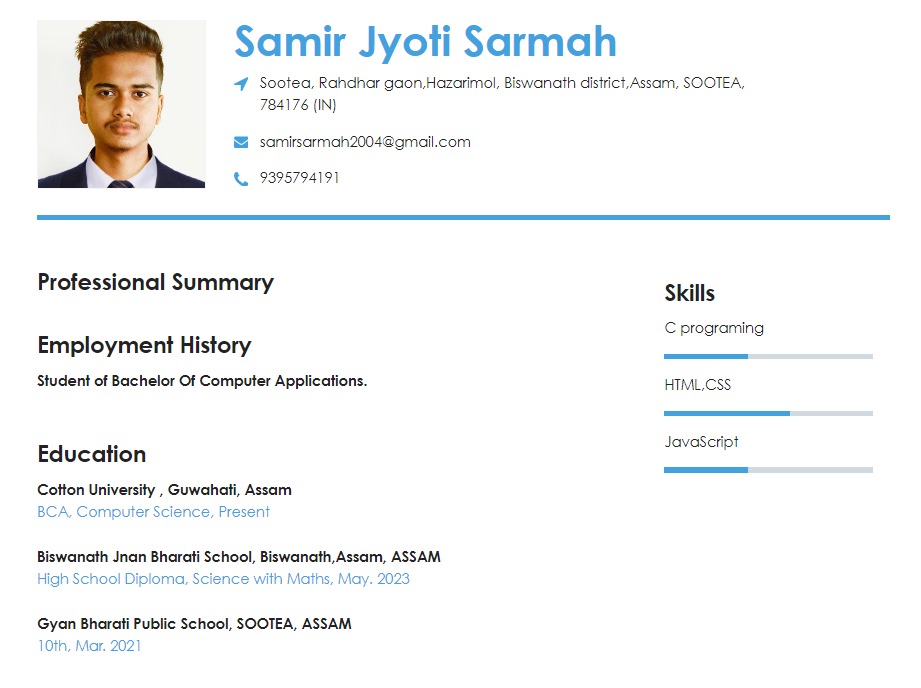 Samir Jyoti Sarmah
Sootea, Rahdhar gaon,Hazarimol, Biswanath district,Assam, SOOTEA,
784176 (IN)
samirsarmah2004@gmail.com
9395794191
Professional Summary
Employment History
Student of Bachelor Of Computer Applications.
Education
Cotton University , Guwahati, Assam
BCA, Computer Science, Present
Biswanath Jnan Bharati School, Biswanath,Assam, ASSAM
High School Diploma, Science with Maths, May. 2023
Gyan Bharati Public School, SOOTEA, ASSAM
10th, Mar. 2021
Skills
C programing
HTML,CSS
JavaScript